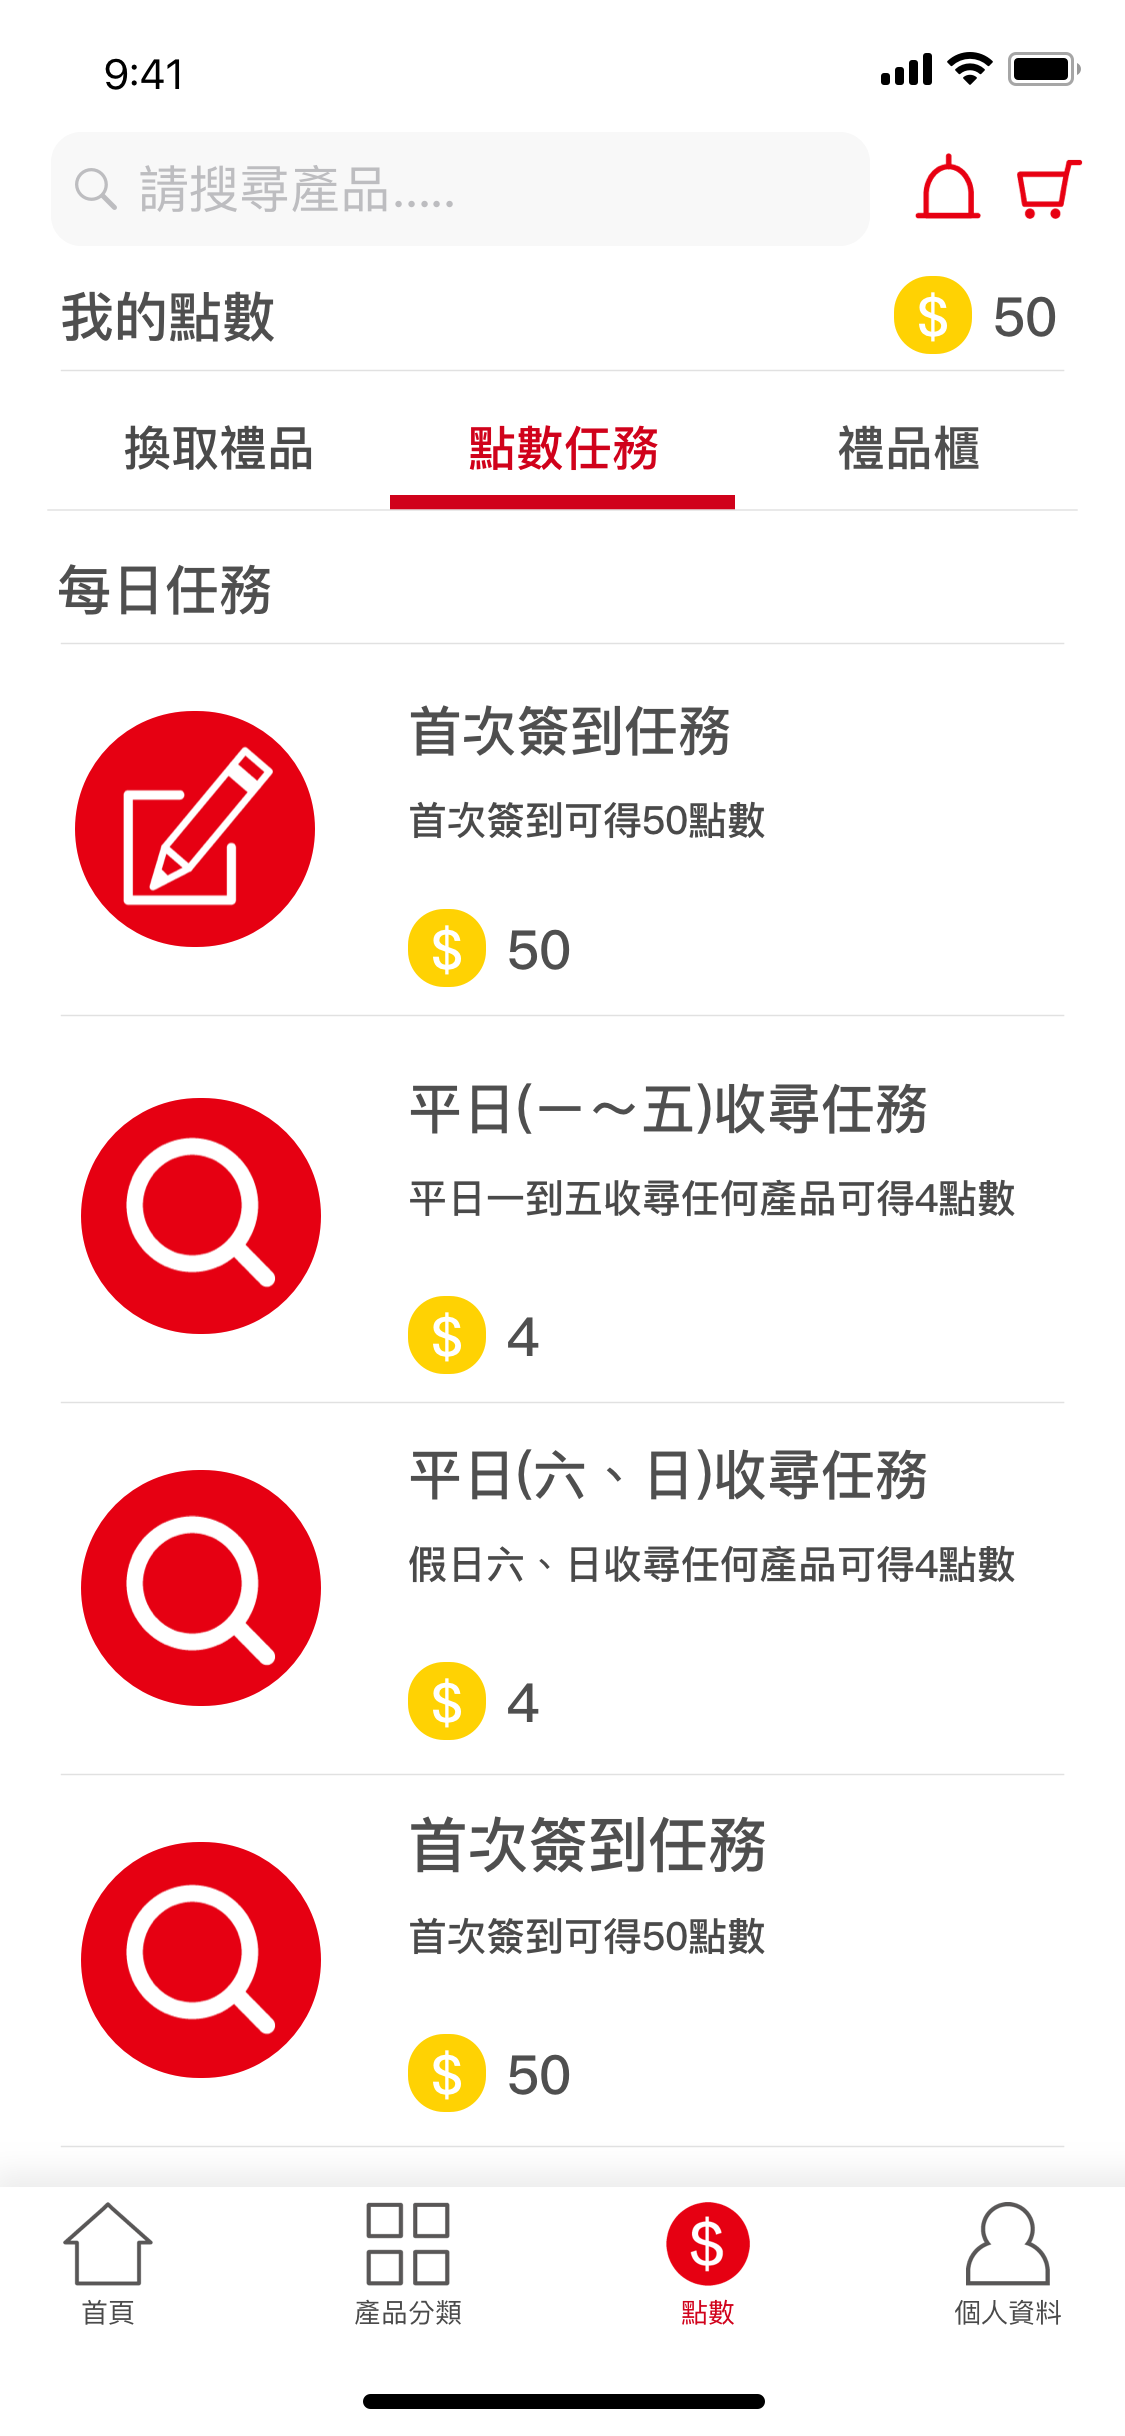 9:41
請搜尋產品.....
我的點數
$ 50
換取禮品 點數任務 禮品櫃
每日任務
首次簽到任務
首次簽到可得50點數
$ 50
平日(一～五)收尋任務
平日一到五收尋任何產品可得4點數
$ 4
平日(六、日)收尋任務
假日六、日收尋任何產品可得4點數
$ 4
首次簽到任務
首次簽到可得50點數
$ 50
$
首頁 產品分類 點數 個人資料